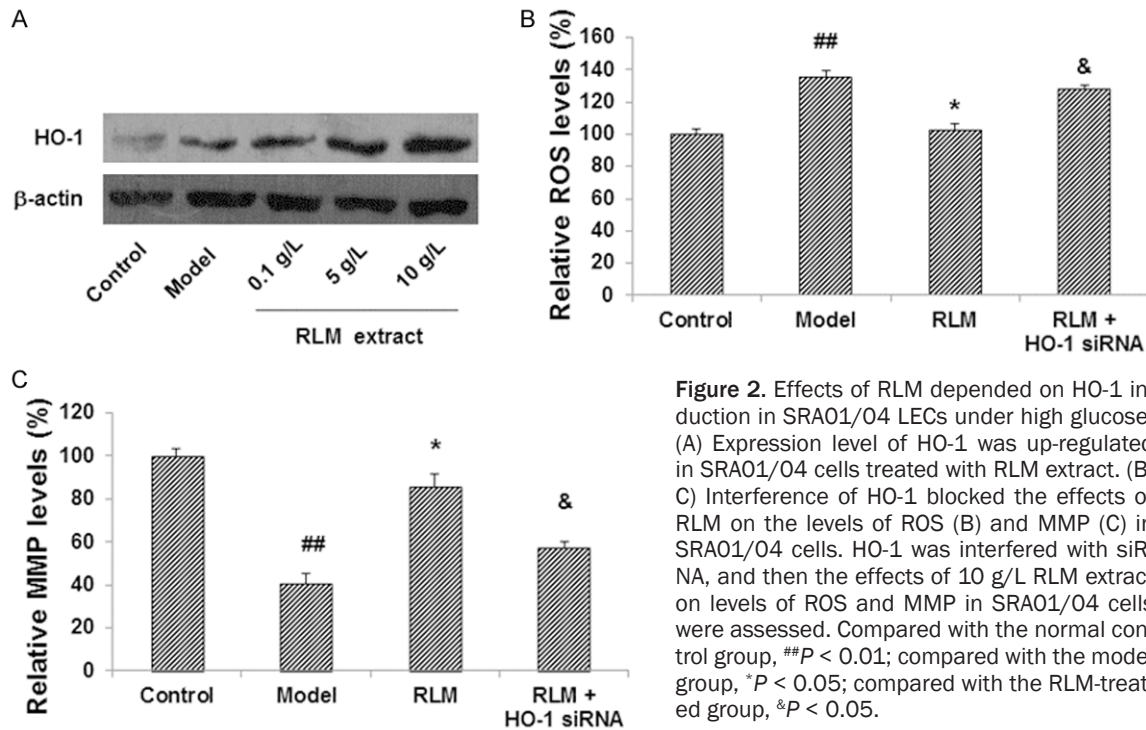 A
HO-1
β-actin
Control
Model
0.1 g/L
5 g/L
10 g/L
RLM extract
B
Relative ROS levels (%)
160
140
120
100
80
60
40
20
0
##
*
&
Control
Model
RLM
RLM +
HO-1 siRNA
C
Relative MMP levels (%)
120
100
80
60
40
20
0
##
*
&
Control
Model
RLM
RLM +
HO-1 siRNA
Figure 2. Effects of RLM depended on HO-1 in-
duction in SRA01/04 LECs under high glucose.
(A) Expression level of HO-1 was up-regulated
in SRA01/04 cells treated with RLM extract. (B,
C) Interference of HO-1 blocked the effects of
RLM on the levels of ROS (B) and MMP (C) in
SRA01/04 cells. HO-1 was interfered with siR-
NA, and then the effects of 10 g/L RLM extract
on levels of ROS and MMP in SRA01/04 cells
were assessed. Compared with the normal con-
trol group, ##P < 0.01; compared with the model
group, *P < 0.05; compared with the RLM-treat-
ed group, &P < 0.05.